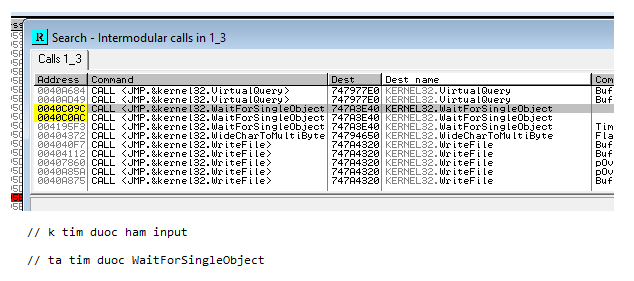 R Search - Intermodular calls in 1_3
Calls 1_3
Address Command Dest Dest name Com
0040A684 CALL <JMP.&kernel32.VirtualQuery> 747977E0 KERNEL32.VirtualQuery Buf
0040AD49 CALL <JMP.&kernel32.VirtualQuery> 747977E0 KERNEL32.VirtualQuery Buf
0040C09C CALL <JMP.&kernel32.WaitForSingleObject 747A3E40 KERNEL32.WaitForSingleObject
0040C0AC CALL <JMP.&kernel32.WaitForSingleObject 747A3E40 KERNEL32.WaitForSingleObject
004195F3 CALL <JMP.&kernel32.WaitForSingleObject 747A3E40 KERNEL32.WaitForSingleObject Tim
00404372 CALL <JMP.&kernel32.WideCharToMultiByte 74794650 KERNEL32.WideCharToMultiByte Fla
004040F7 CALL <JMP.&kernel32.WriteFile> 747A4320 KERNEL32.WriteFile Buf
00404112 CALL <JMP.&kernel32.WriteFile> 747A4320 KERNEL32.WriteFile Buf
00407860 CALL <JMP.&kernel32.WriteFile> 747A4320 KERNEL32.WriteFile pOv
0040A85A CALL <JMP.&kernel32.WriteFile> 747A4320 KERNEL32.WriteFile pOv
0040A875 CALL <JMP.&kernel32.WriteFile> 747A4320 KERNEL32.WriteFile Buf
// k tim duoc ham input
// ta tim duoc WaitForSingleObject